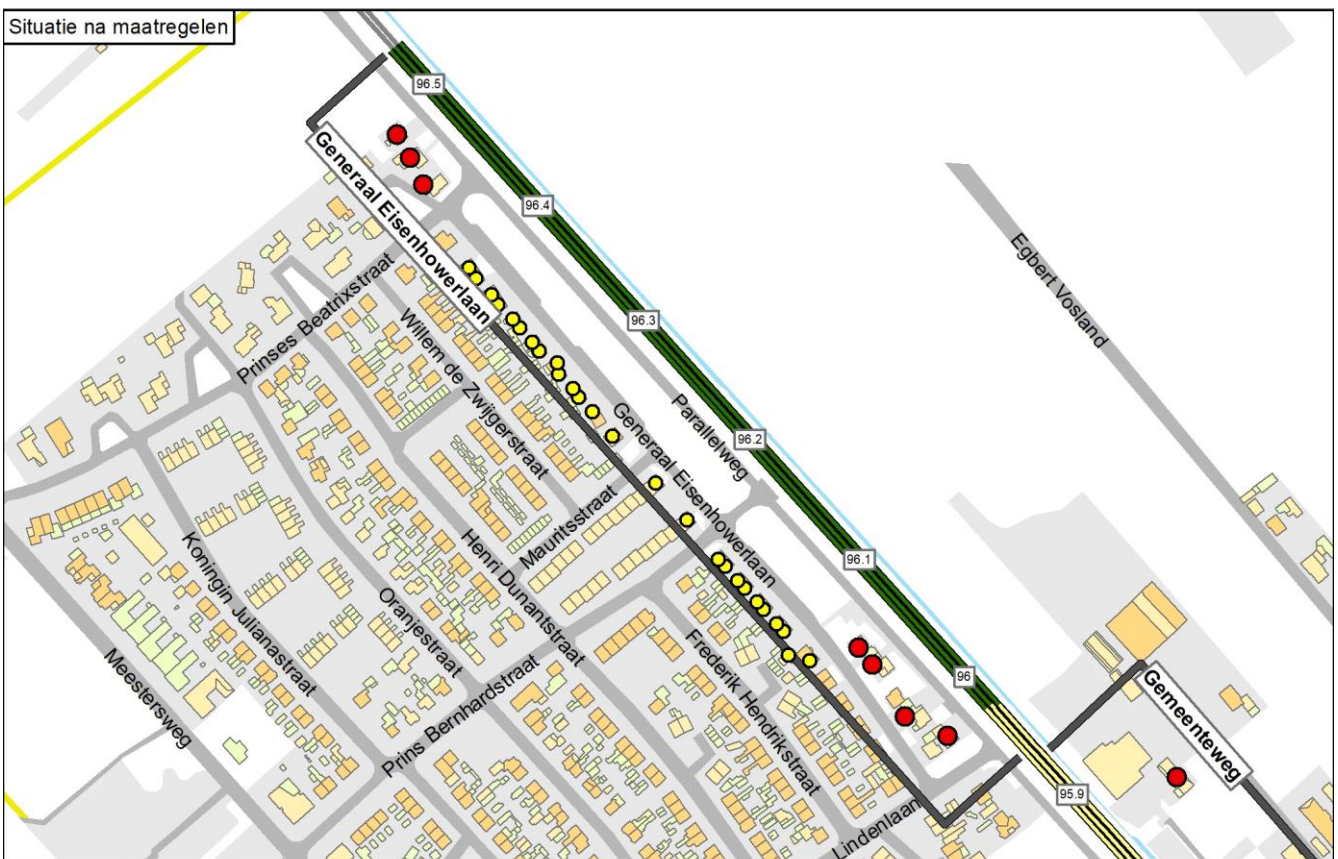 Situatie na maatregelen
96.5
Generaal Eisenhowerlaan
96.4
Egbert Vosland
Prinses Beatrixstraat
96.3
Willem de Zwijgerstraat
Generaal Eisenhowerlaan
Parallelweg
96.2
Mauritsstraat
Koningin Julianastraat
Henri Dunantstraat
96.1
Oranjestraat
Meestersweg
Frederik Hendrikstraat
Prins Bernhardstraat
96
Gemeenteweg
95.9
Lindenlaan